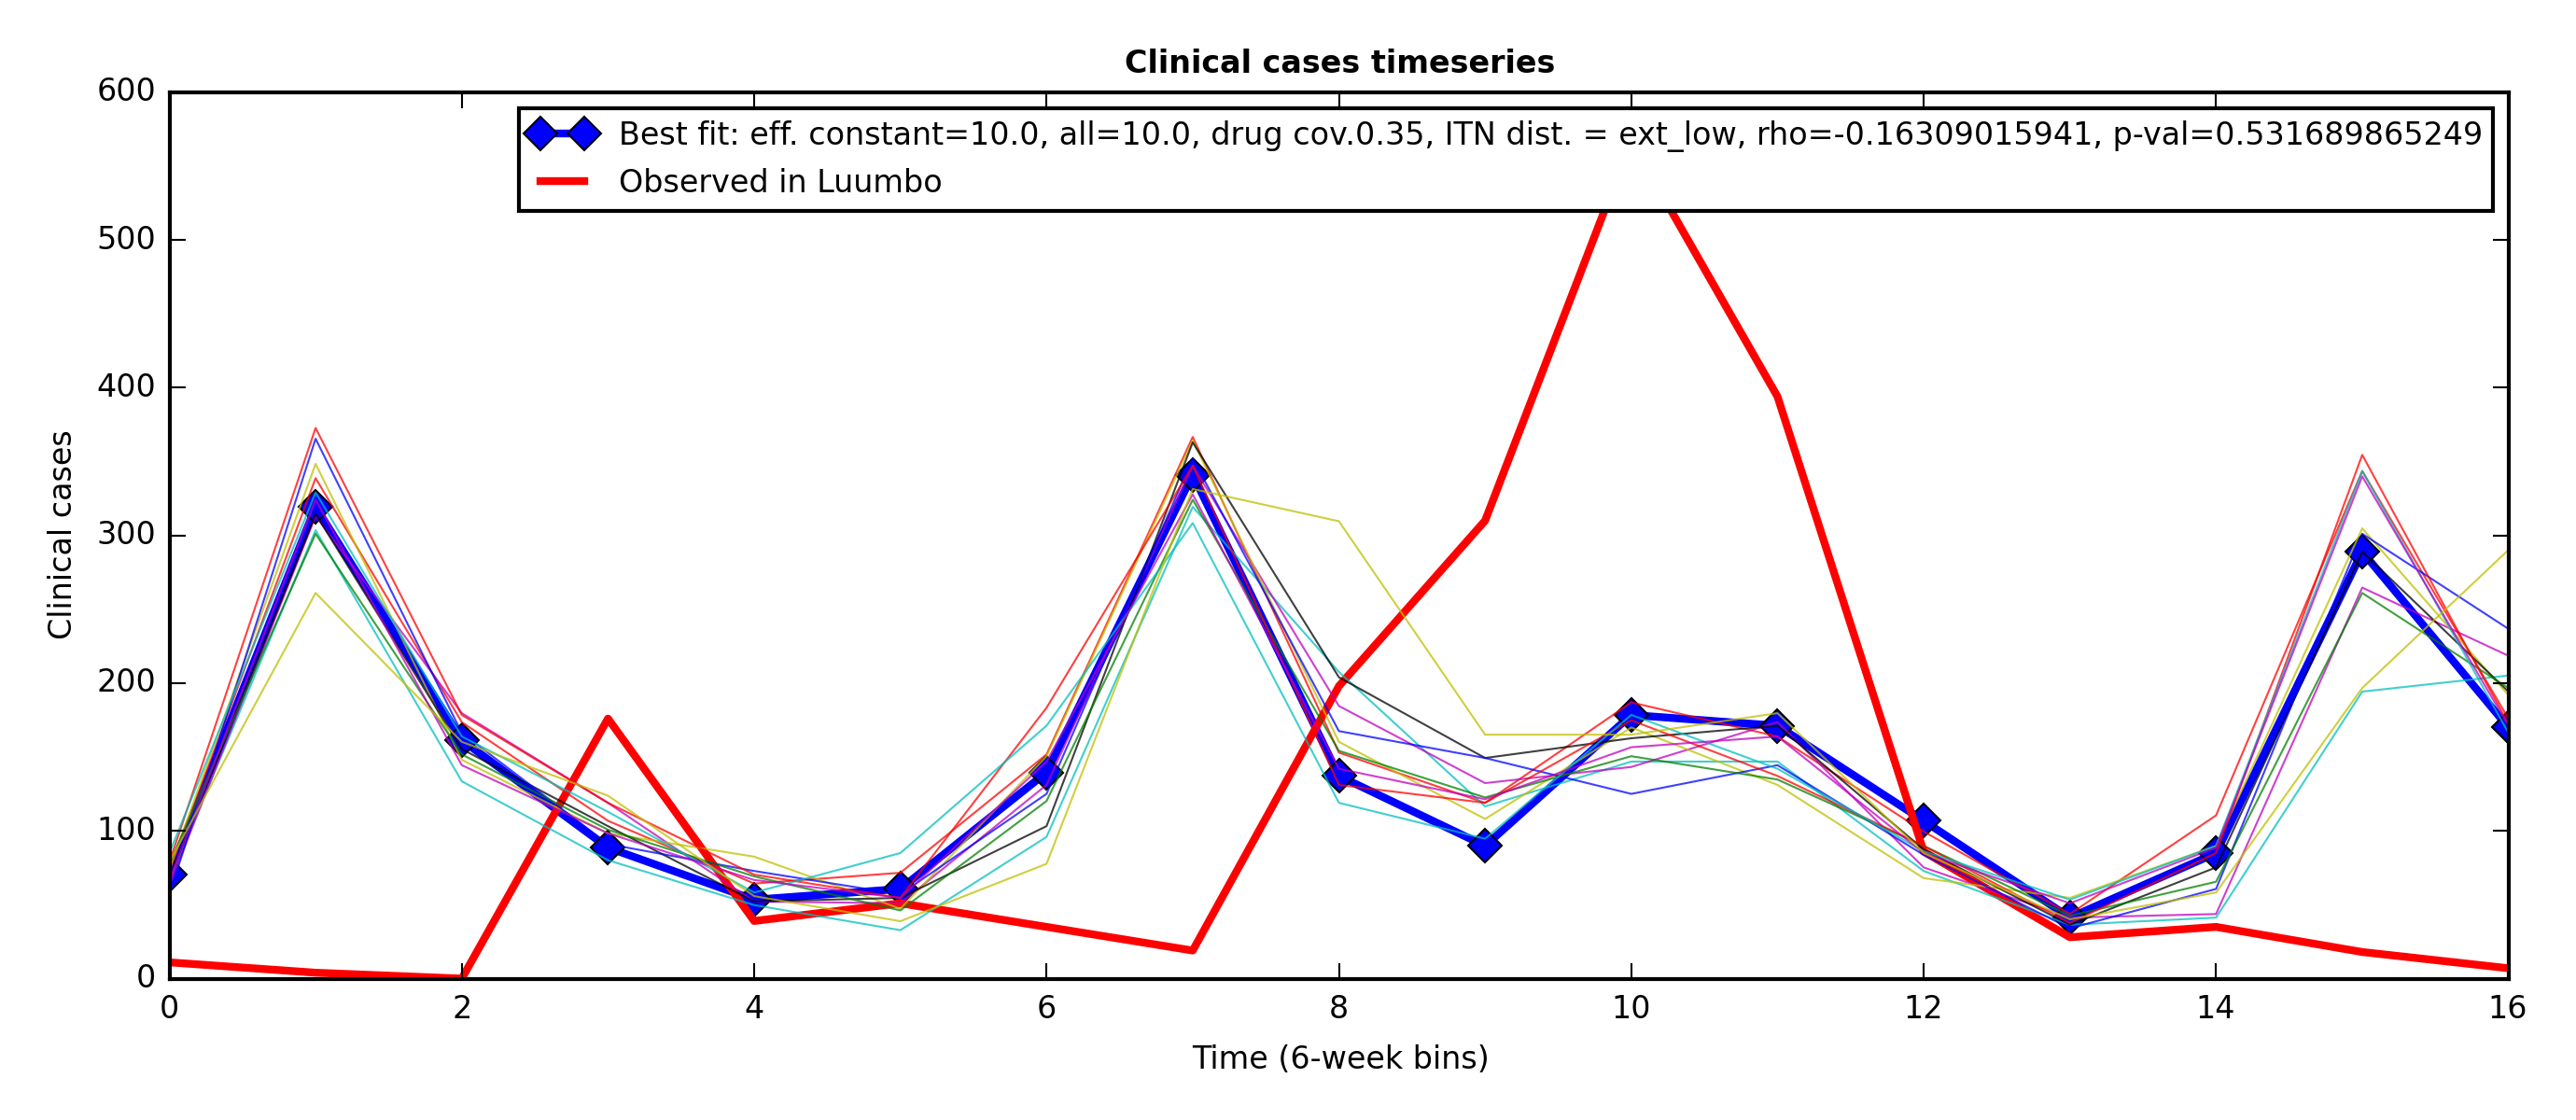 Clinical cases timeseries
600
500
400
300
200
100
0
Clinical cases
Best fit: eff. constant=10.0, all=10.0, drug cov.0.35, ITN dist. = ext_low, rho=-0.16309015941, p-val=0.531689865249
Observed in Luumbo
0 2 4 6 8 10 12 14 16
Time (6-week bins)